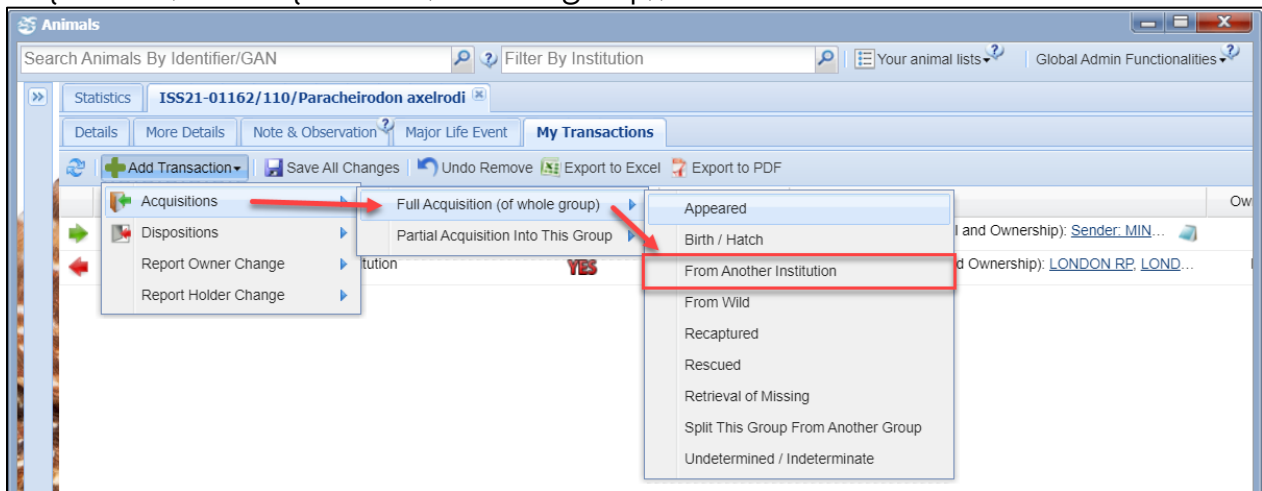 Animals
Search Animals By Identifier/GAN Filter By Institution Your animal lists Global Admin Functionalities
Statistics ISS21-01162/110/Paracheirodon axelrodi
Details More Details Note & Observation Major Life Event My Transactions
Add Transaction Save All Changes Undo Remove Export to Excel Export to PDF
Acquisitions Full Acquisition (of whole group) Appeared Ow
Dispositions Partial Acquisition Into This Group Birth / Hatch l and Ownership): Sender: MIN...
Report Owner Change tution YES From Another Institution d Ownership): LONDON RP, LOND...
Report Holder Change From Wild
Recaptured
Rescued
Retrieval of Missing
Split This Group From Another Group
Undetermined / Indeterminate